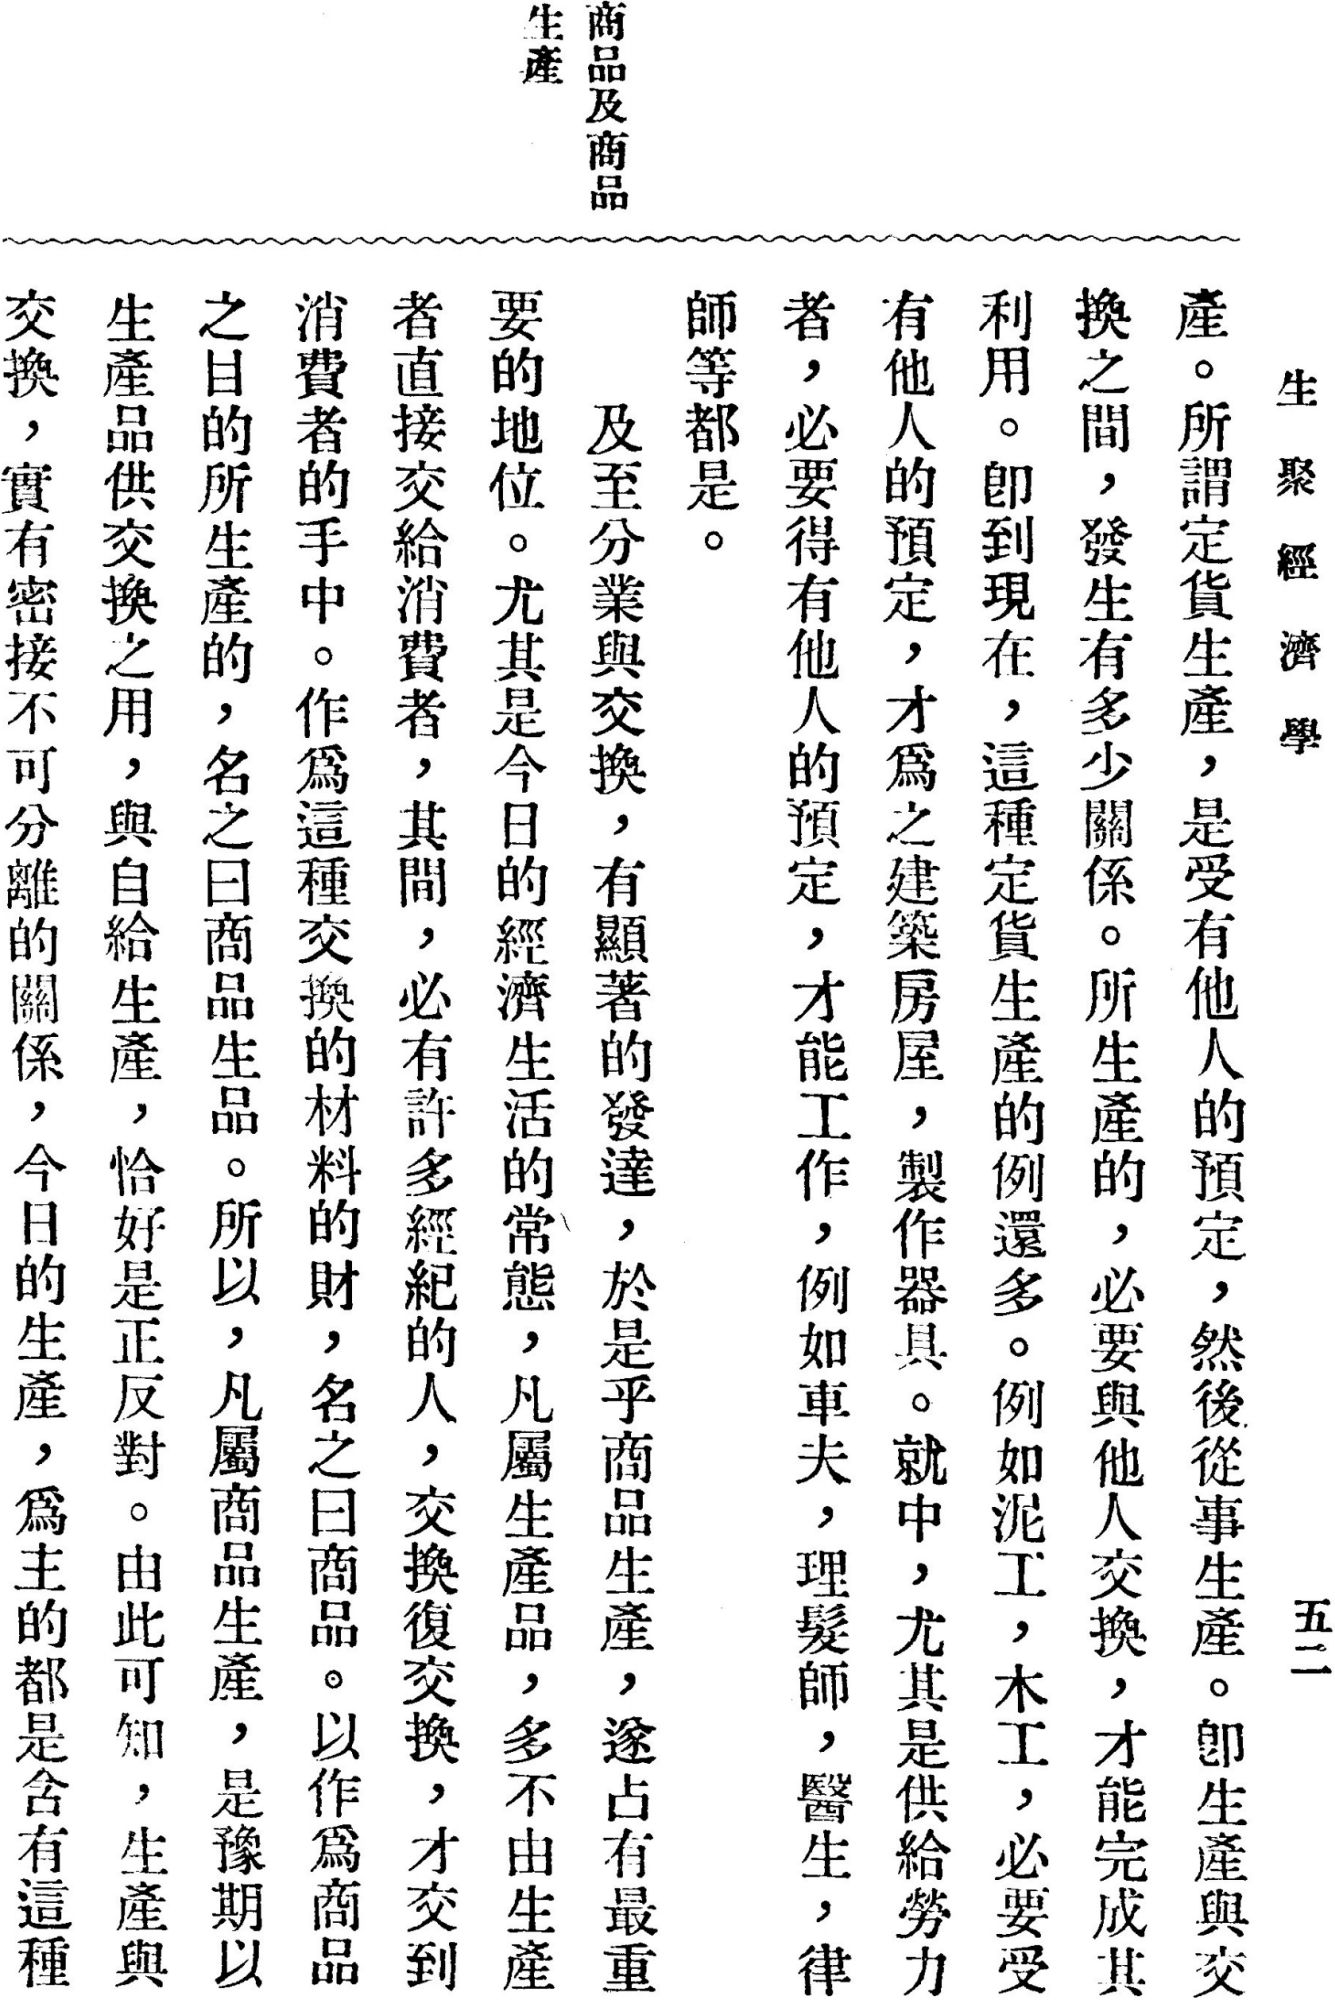 生聚經濟學
五二
產。所謂定貨生產，是受有他人的預定，然後從事生產。卽生產與交
換之間，發生有多少關係。所生產的，必要與他人交換，才能完成其
利用。卽到現在，這種定貨生產的例還多。例如泥工，木工，必要受
有他人的預定，才爲之建築房屋，製作器具。就中，尤其是供給勞力
者，必要得有他人的預定，才能工作，例如車夫，理髮師，醫生，律
師等都是。
商品及商品
生產
及至分業與交換，有顯著的發達，於是乎商品生產，遂占有最重
要的地位。尤其是今日的經濟生活的常態，凡屬生產品，多不由生產
者直接交給消費者，其間，必有許多經紀的人，交換復交換，才交到
消費者的手中。作爲這種交換的材料的財，名之曰商品。以作爲商品
之目的所生產的，名之曰商品生品。所以，凡屬商品生產，是豫期以
生產品供交換之用，與自給生產，恰好是正反對。由此可知，生產與
交換，實有密接不可分離的關係，今日的生產，爲主的都是含有這種